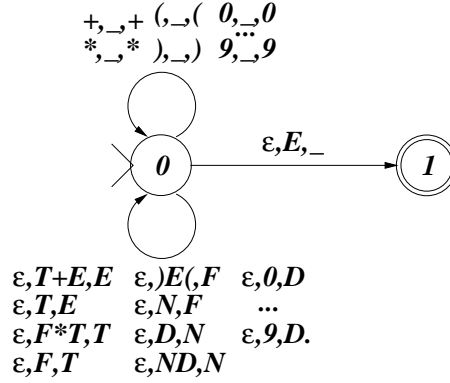 +,_,+ (,_,( 0,_,0
...
*,_,* ),_,) 9,_,9
0
ε,E,_
1
ε,T+E,E ε,)E(,F ε,0,D
ε,T,E ε,N,F ...
ε,F*T,T ε,D,N ε,9,D.
ε,F,T ε,ND,N